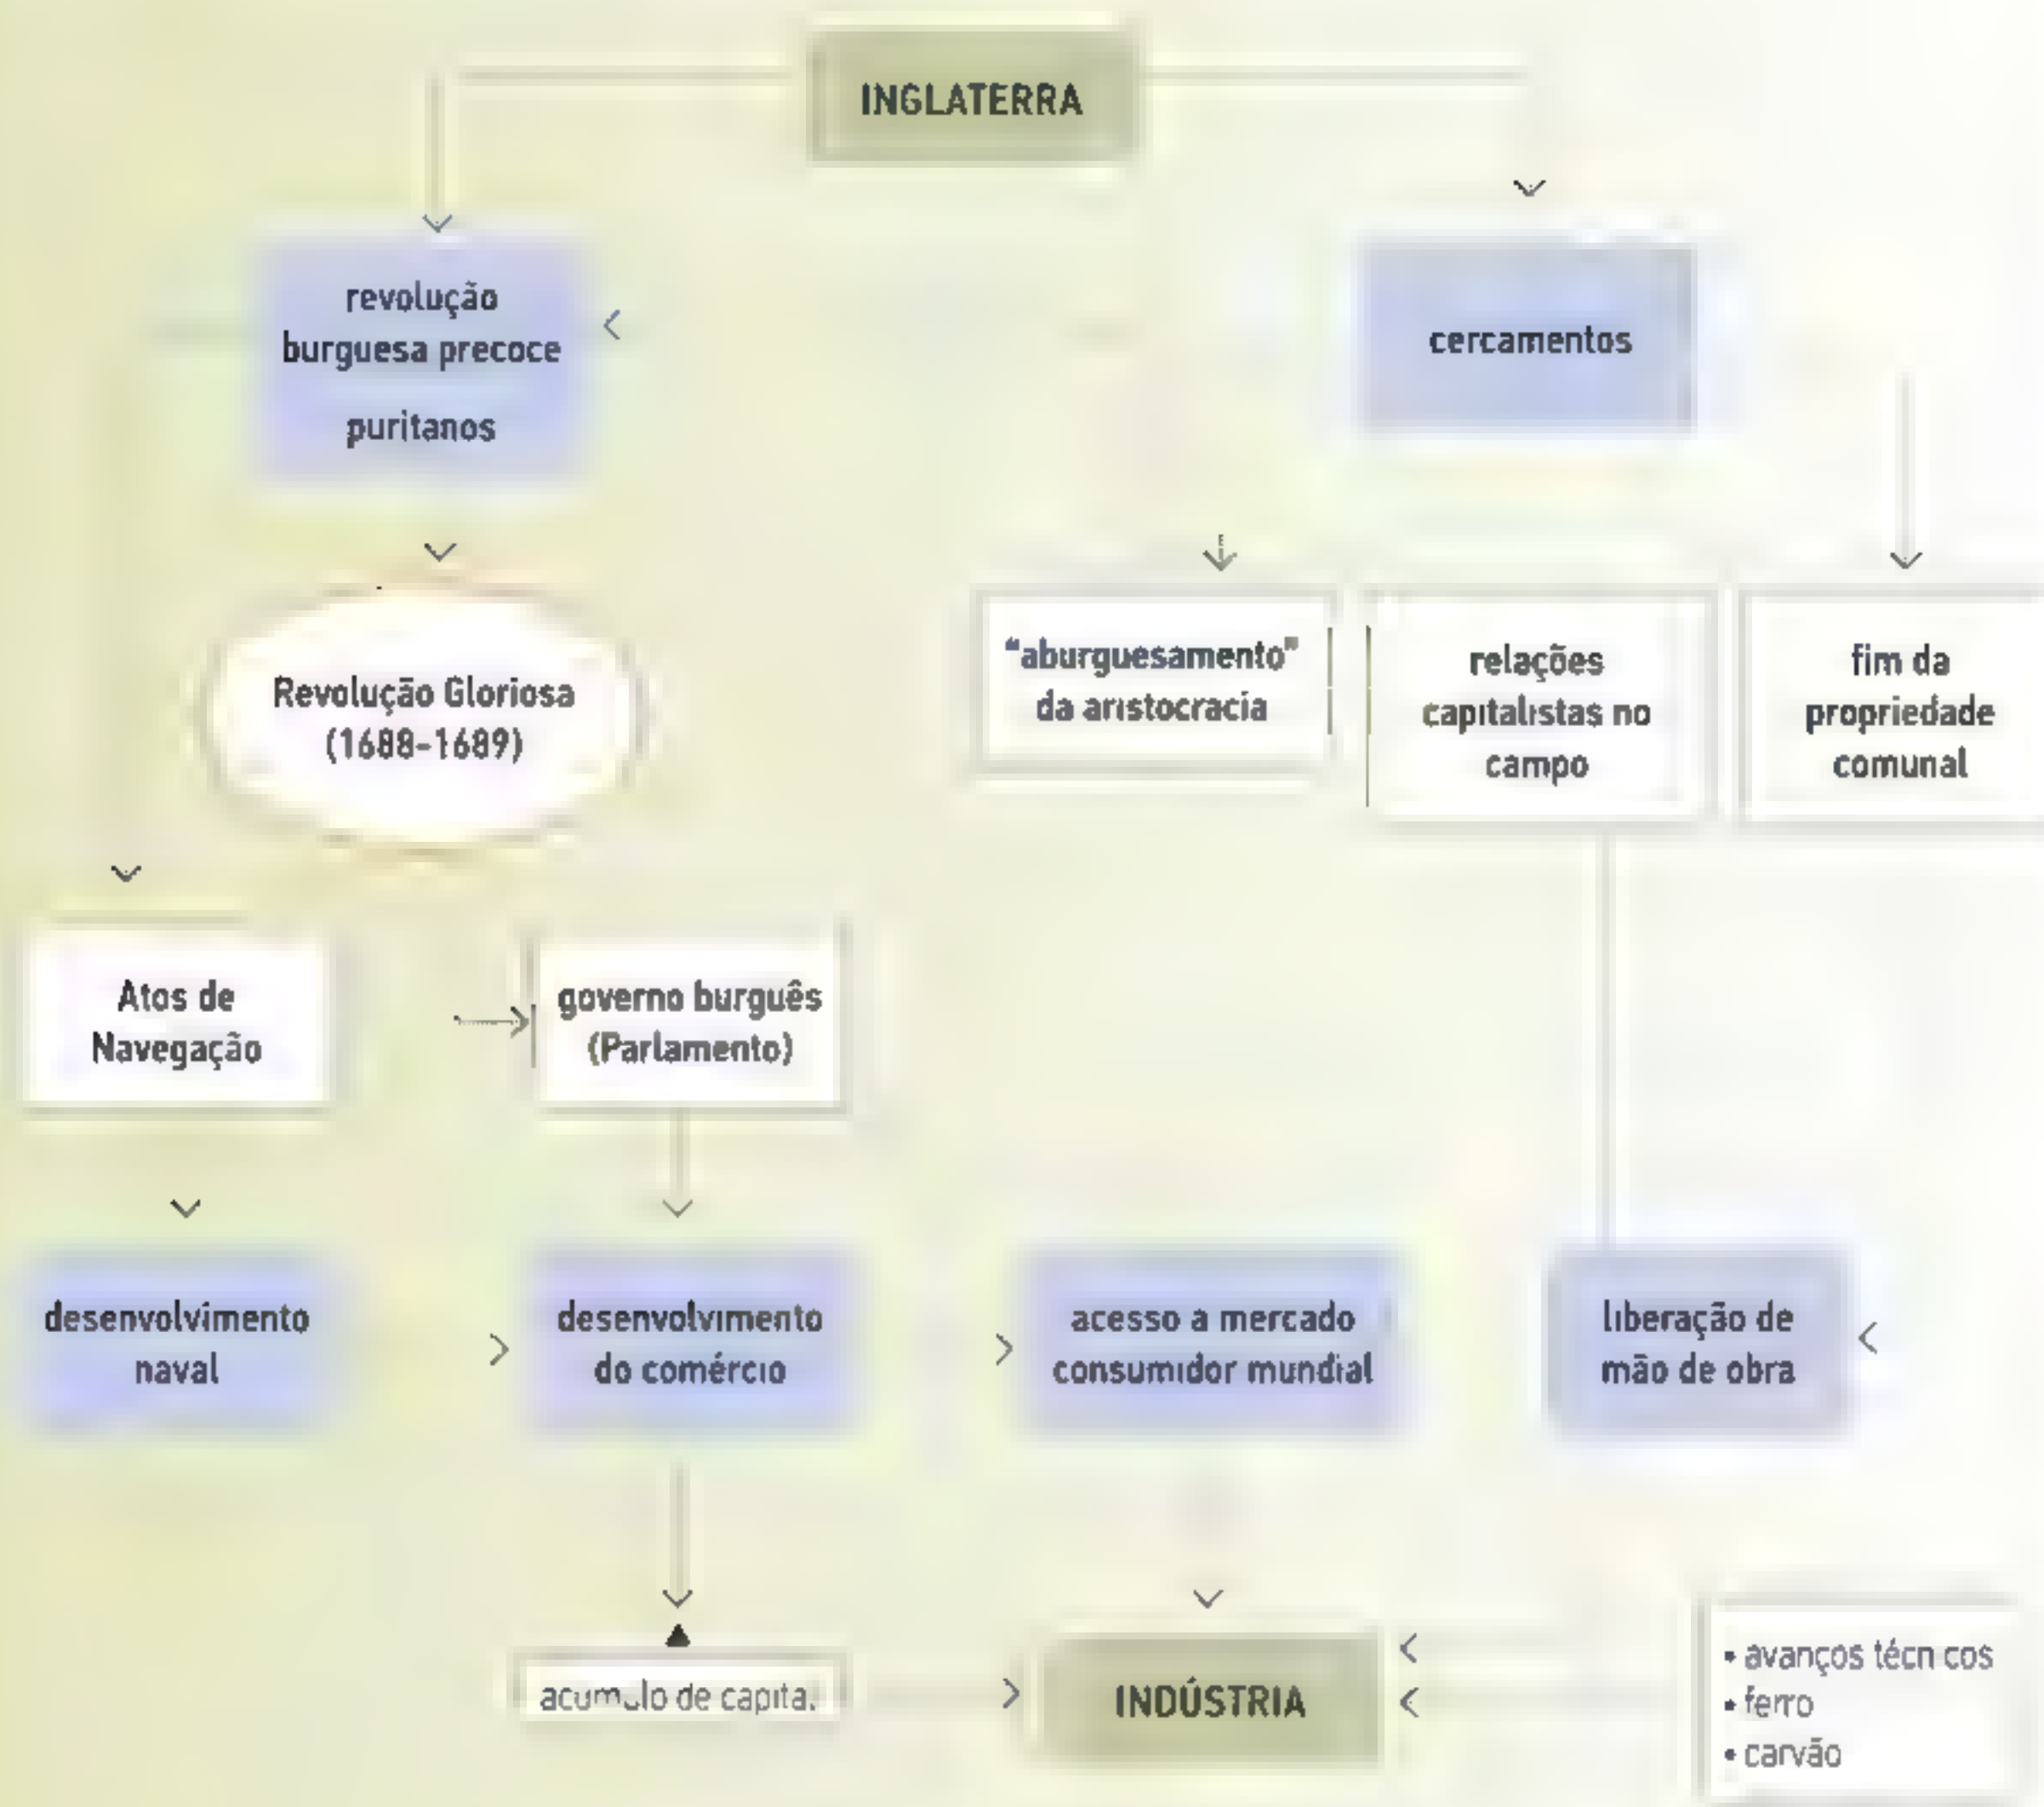 INGLATERRA
revolução
burguesa precoce
puritanos
cercamentos
Revolução Gloriosa
(1688-1689)
"aburguesamento"
da aristocracia
relações
capitalistas no
campo
fim da
propriedade
comunal
Atos de
Navegação
governo burguês
(Parlamento)
desenvolvimento
naval
desenvolvimento
do comércio
acesso a mercado
consumidor mundial
liberação de
mão de obra
acumulo de capital
INDÚSTRIA
• avanços técnicos
• ferro
• carvão